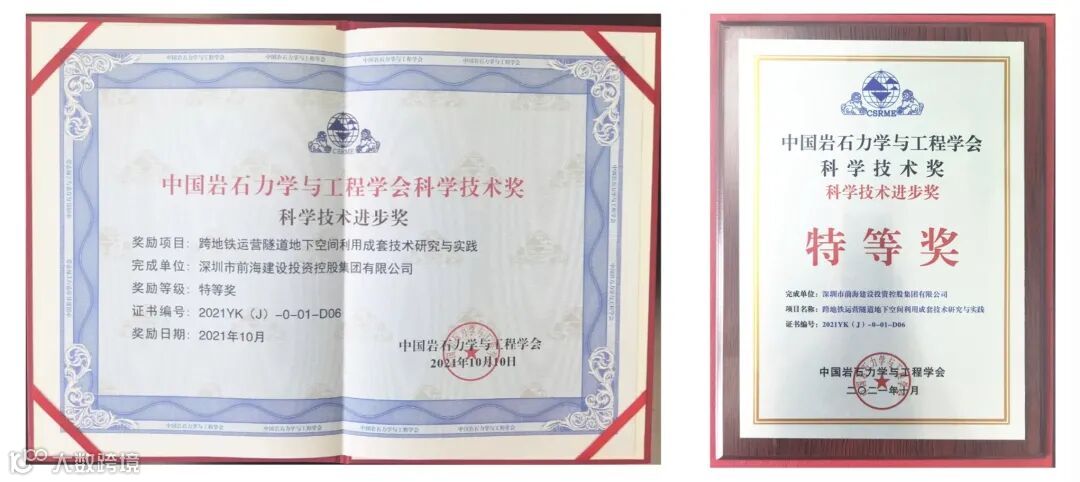 CSRME
中国岩石力学与工程学会科学技术奖
科学技术进步奖
奖励项目：跨地铁运营隧道地下空间利用成套技术研究与实践
完成单位：深圳市前海建设投资控股集团有限公司
奖励等级：特等奖
证书编号：2021YK（J）-0-01-D06
奖励日期：2021年10月
中国岩石力学与工程学会
2021年10月10日
CSRME
中国岩石力学与工程学会
科学技术奖
科学技术进步奖
特等奖
完成单位：深圳市前海建设投资控股集团有限公司
项目名称：跨地铁运营隧道地下空间利用成套技术研究与实践
证书编号：2021YK（J）-0-01-D06
中国岩石力学与工程学会
二〇二一年十月
大数跨境